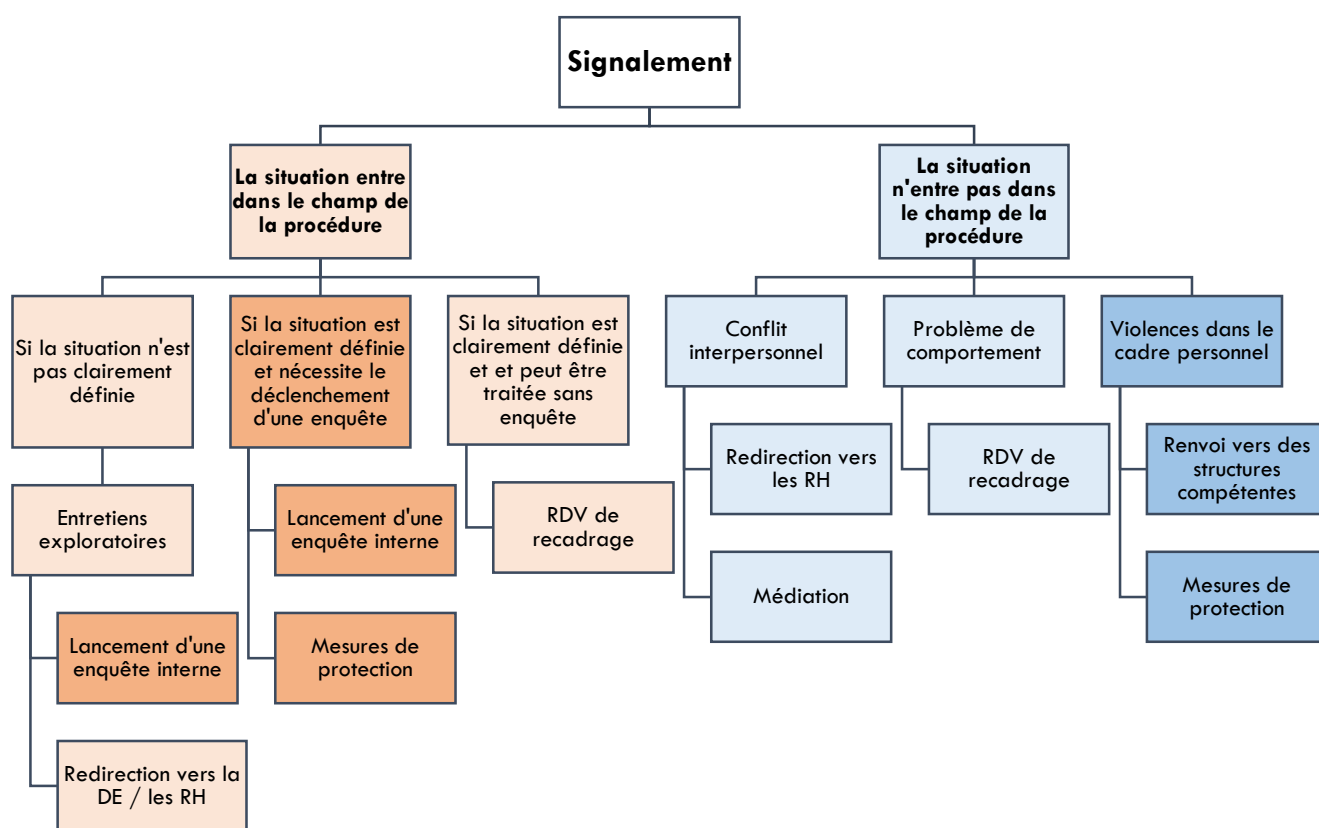 Signalement
La situation entre
dans le champ de
la procédure
La situation
n'entre pas dans
le champ de la
procédure
Si la situation n'est
pas clairement
définie
Si la situation est
clairement définie
et nécessite le
déclenchement
d'une enquête
Si la situation est
clairement définie
et et peut être
traitée sans
enquête
Conflit
interpersonnel
Problème de
comportement
Violences dans le
cadre personnel
Entretiens
exploratoires
Lancement d'une
enquête interne
RDV de
recadrage
Redirection vers
les RH
RDV de
recadrage
Renvoi vers des
structures
compétentes
Lancement d'une
enquête interne
Mesures de
protection
Médiation
Mesures de
protection
Redirection vers la
DE / les RH